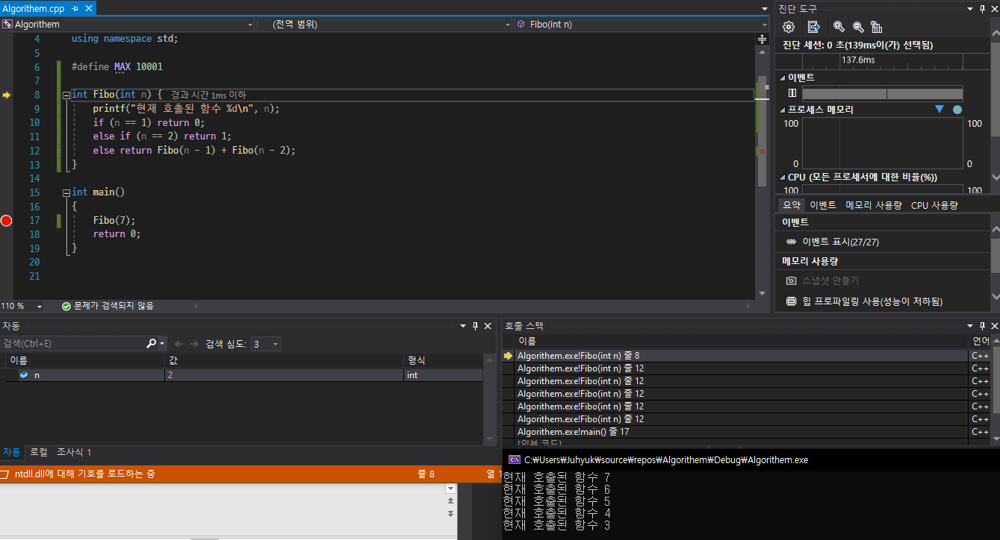 Algorithem.cpp
Algorithem
(전역 범위)
Fibo(int n)
4 using namespace std;
5
6 #define MAX 10001
7
8 int Fibo(int n) { 경과 시간 1ms 이하
9 printf("현재 호출된 함수 %d\n", n);
10 if (n == 1) return 0;
11 else if (n == 2) return 1;
12 else return Fibo(n - 1) + Fibo(n - 2);
13 }
14
15 int main()
16 {
17 Fibo(7);
18 return 0;
19 }
20
21
110 %
문제가 검색되지 않음
진단 도구
진단 세션: 0 초(139ms이(가) 선택됨)
137.6ms
이벤트
프로세스 메모리
100 100
0 0
CPU (모든 프로세서에 대한 비율(%))
100 100
요약 이벤트 메모리 사용량 CPU 사용량
이벤트
이벤트 표시(27/27)
메모리 사용량
스냅샷 만들기
힙 프로파일링 사용(성능이 저하됨)
자동
검색(Ctrl+E) 검색 심도: 3
이름 값 형식
n 2 int
자동 로컬 조사식 1
호출 스택
이름 언어
Algorithem.exe!Fibo(int n) 줄 8 C++
Algorithem.exe!Fibo(int n) 줄 12 C++
Algorithem.exe!Fibo(int n) 줄 12 C++
Algorithem.exe!Fibo(int n) 줄 12 C++
Algorithem.exe!Fibo(int n) 줄 12 C++
Algorithem.exe!Fibo(int n) 줄 12 C++
Algorithem.exe!main() 줄 17 C++
[외부 코드]
ntdll.dll에 대해 기호를 로드하는 중 줄 8 열 1
C:₩Users₩Juhyuk₩source₩repos₩Algorithem₩Debug₩Algorithem.exe
현재 호출된 함수 7
현재 호출된 함수 6
현재 호출된 함수 5
현재 호출된 함수 4
현재 호출된 함수 3